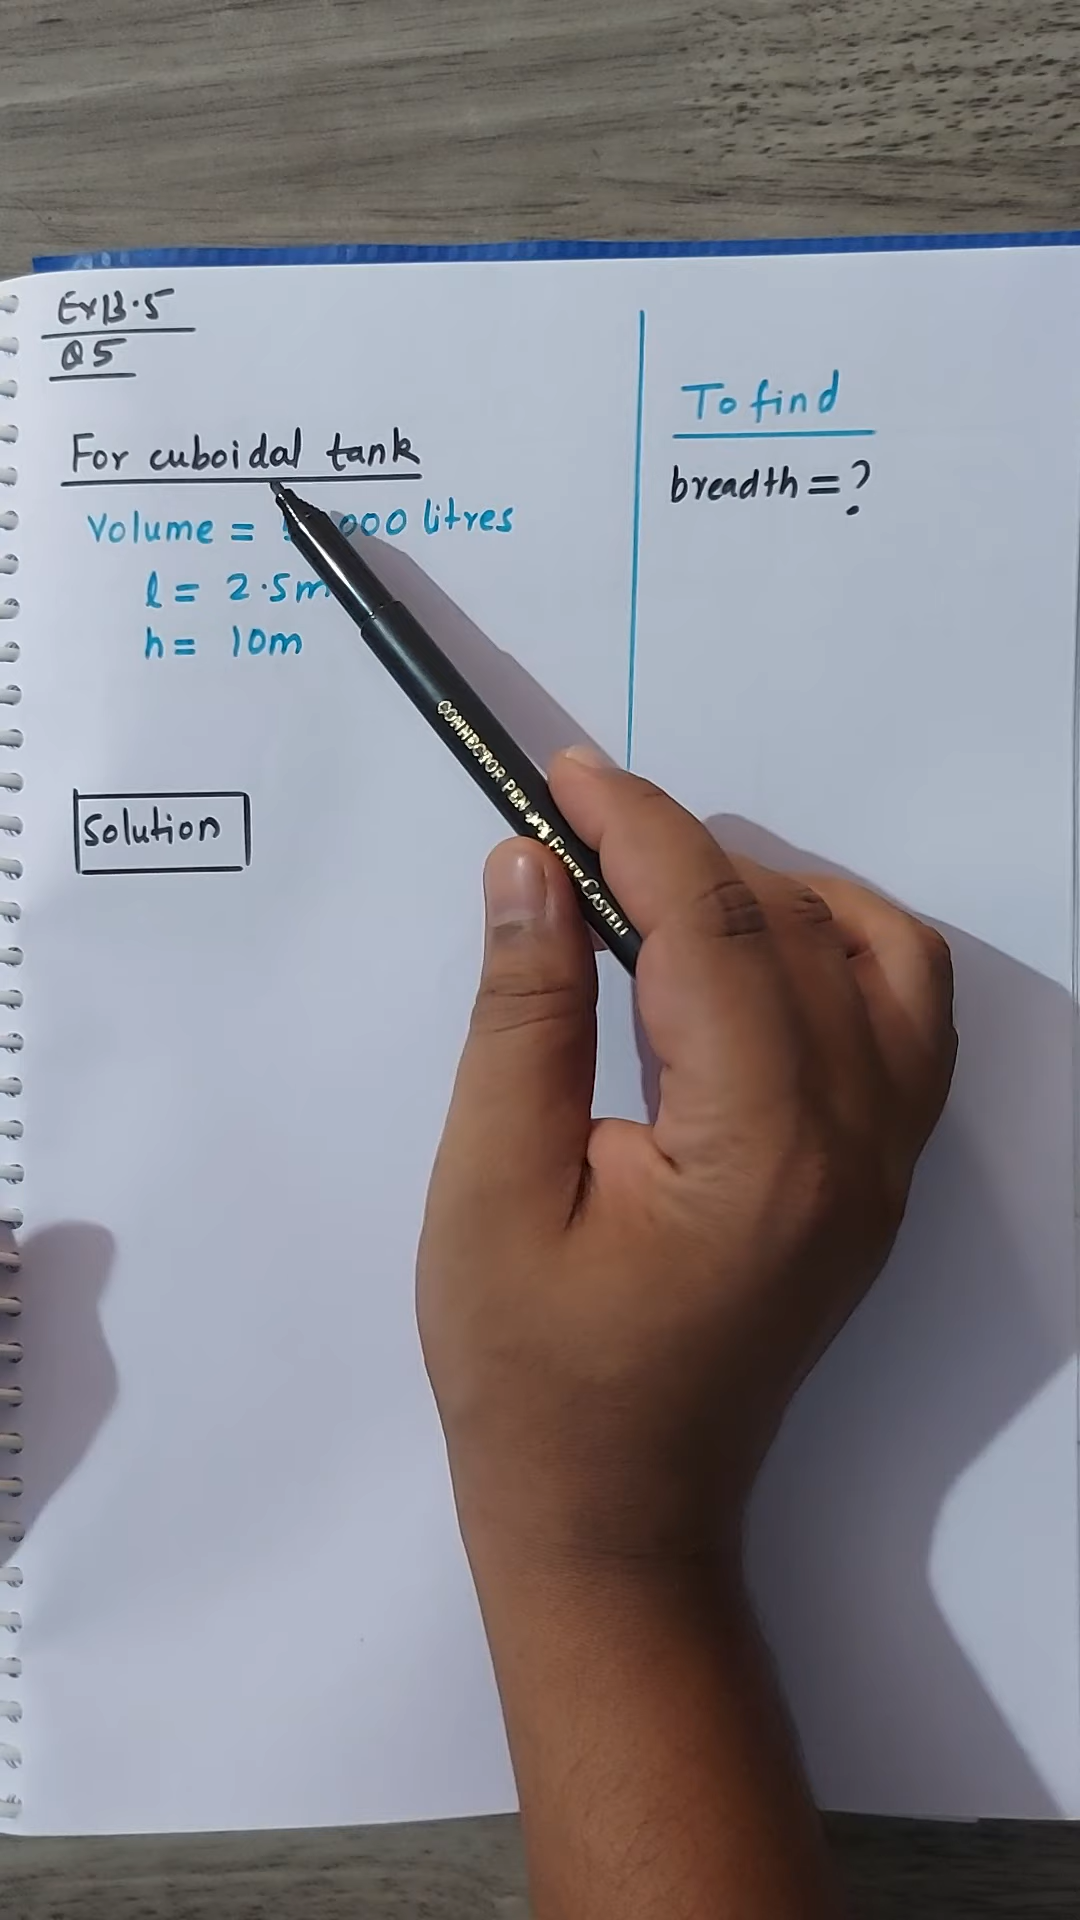 Ex13.5
Q5
For cuboidal tank
Volume = 000 litres
l = 2.5m
h = 10m
To find
breadth = ?
Solution
CONNECTOR PEN FABER-CASTELL